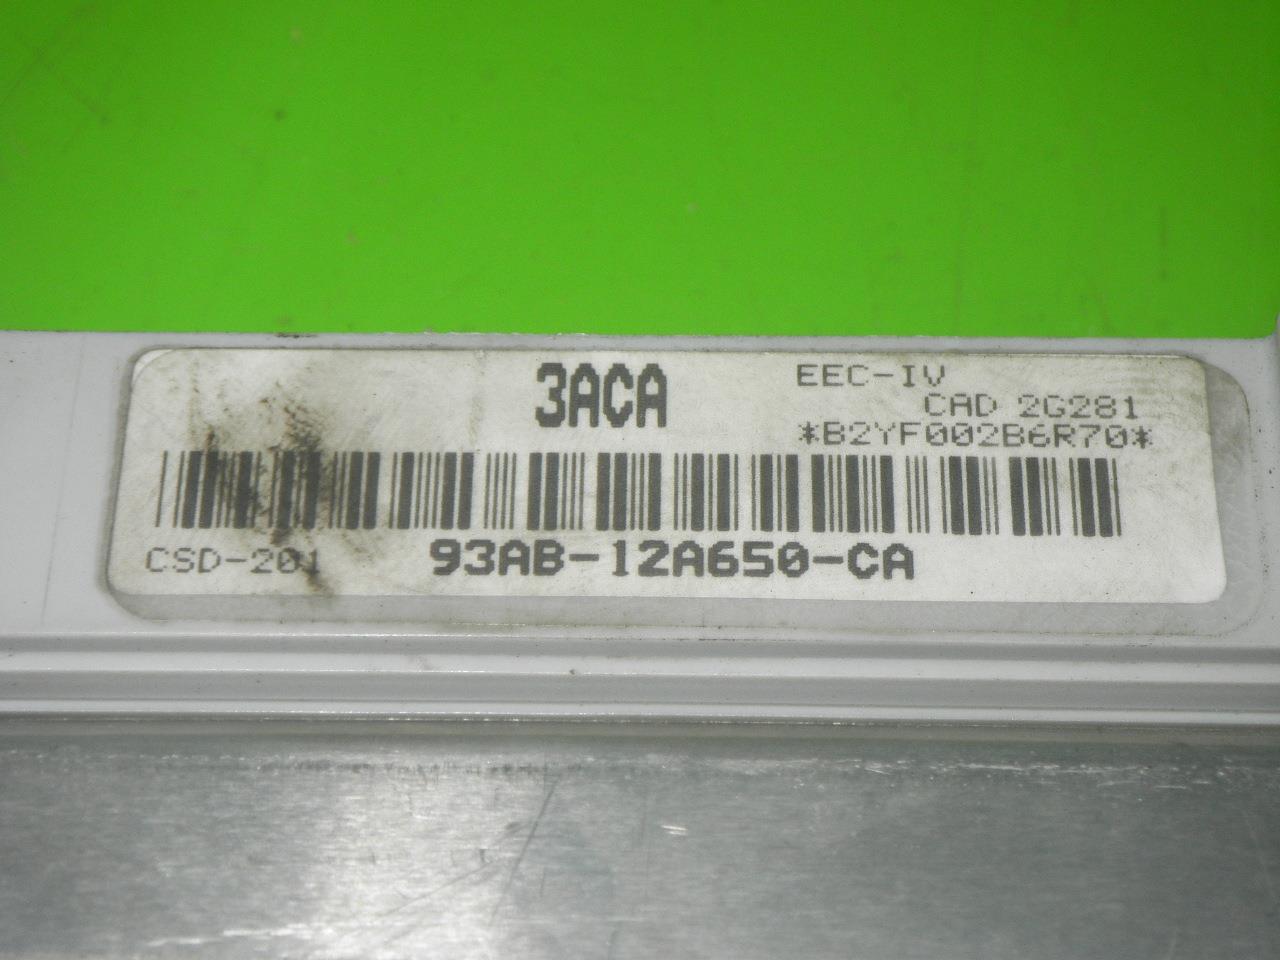 3ACA
EEC-IV
CAD 2G281
*B2YF002B6R70*
CSD-201
93AB-12A650-CA